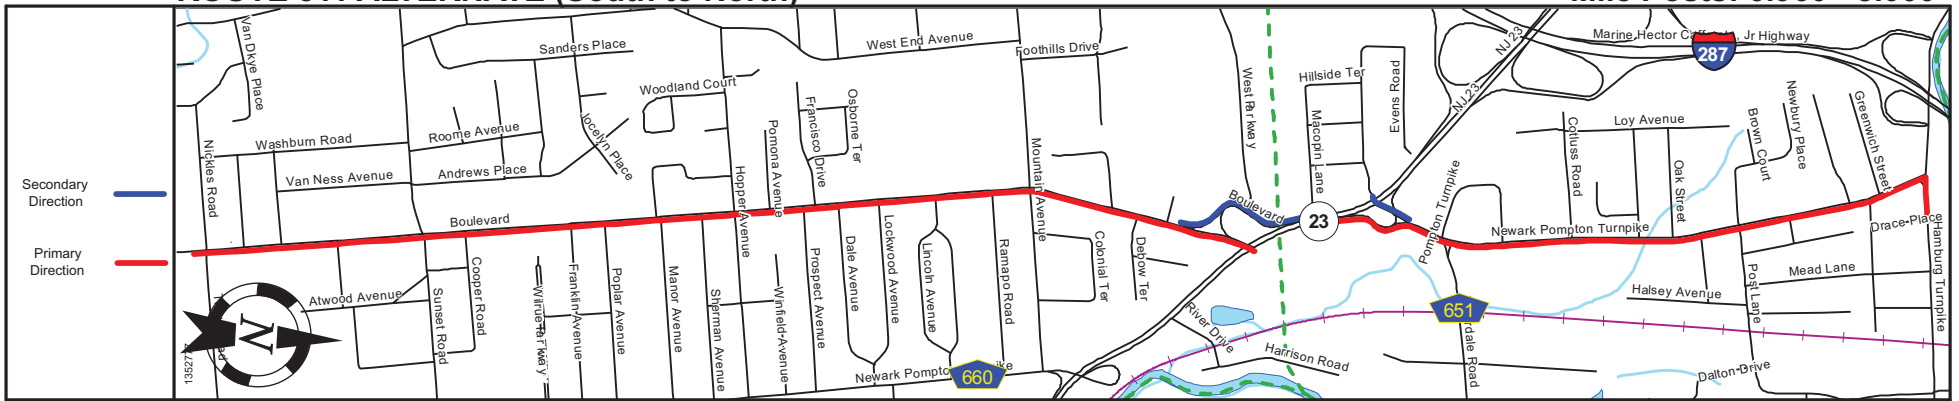 Secondary
Direction
Primary
Direction
Van Dkye Place
Sanders Place
West End Avenue
Foothills Drive
NJ 23
Marine Hector
Jr Highway
287
Woodland Court
Hillside Ter
West Parkway
Evens Road
NJ 23
Newbury Place
Brown Court
Greenwich Street
Washburn Road
Roome Avenue
Jocelyn Place
Francisco Drive
Osborne Ter
Pomona Avenue
Macopin Lane
Cotluss Road
Loy Avenue
Nickles Road
Van Ness Avenue
Andrews Place
Hopper Avenue
Mountain Avenue
Pompton Turnpike
Oak Street
Boulevard
Boulevard
23
Newark Pompton Turnpike
Drace Place
Hamburg Turnpike
Atwood Avenue
Sunset Road
Cooper Road
Franklin Avenue
Poplar Avenue
Manor Avenue
Sherman Avenue
Winfield Avenue
Prospect Avenue
Dale Avenue
Lockwood Avenue
Lincoln Avenue
Ramapo Road
Colonial Ter
Debow Ter
River Drive
Harrison Road
651
Halsey Avenue
Mead Lane
Post Lane
Dalton Drive
Newark
660
N